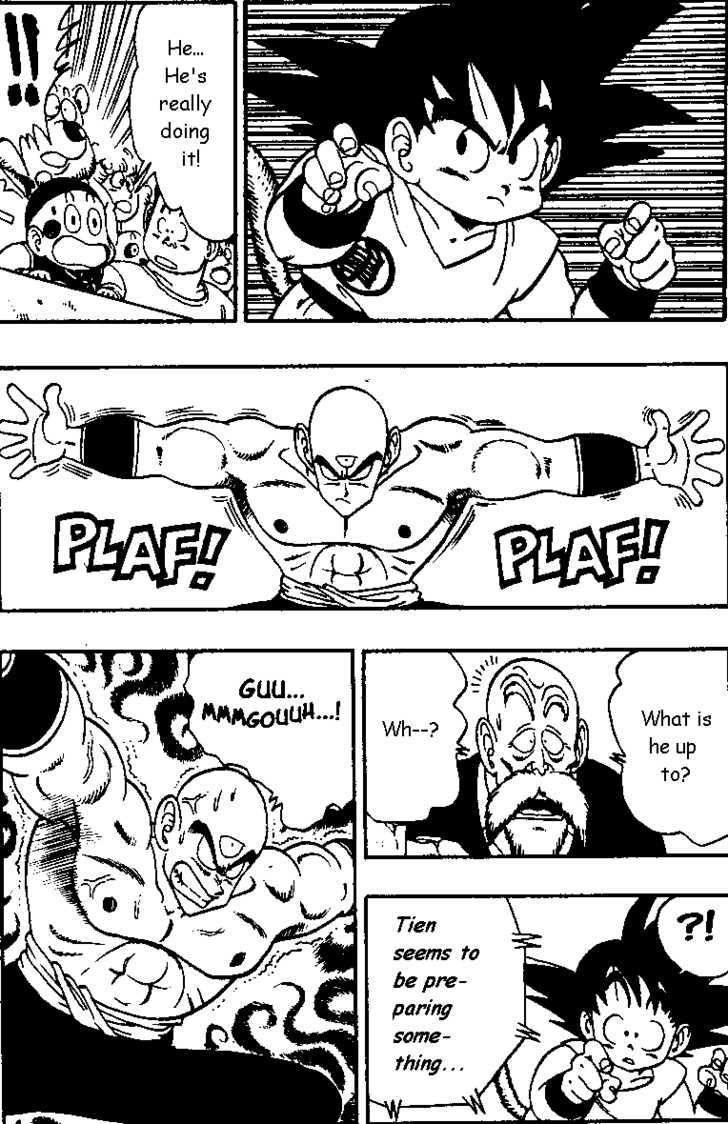 !!
He...
He's
really
doing
it!
PLAF!
PLAF!
GUU...
MMMGOUUH...!
Wh--?
What is
he up
to?
Tien
seems to
be pre-
paring
some-
thing...
?!